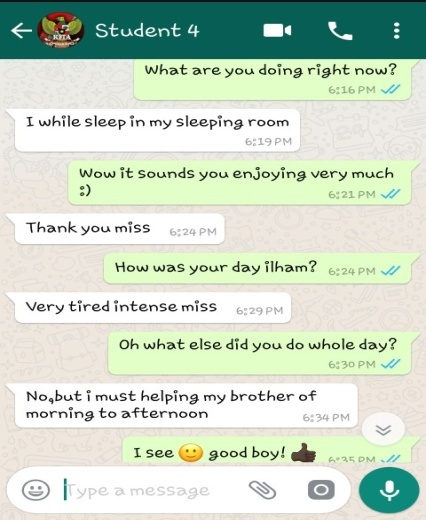 Student 4
What are you doing right now?
6:16 PM
I while sleep in my sleeping room
6:19 PM
Wow it sounds you enjoying very much
:)
6:21 PM
Thank you miss 6:24 PM
How was your day ilham? 6:24 PM
Very tired intense miss 6:29 PM
Oh what else did you do whole day?
6:30 PM
No,but i must helping my brother of
morning to afternoon 6:34 PM
I see 🙂 good boy! 👍🏿 6:35 PM
Type a message